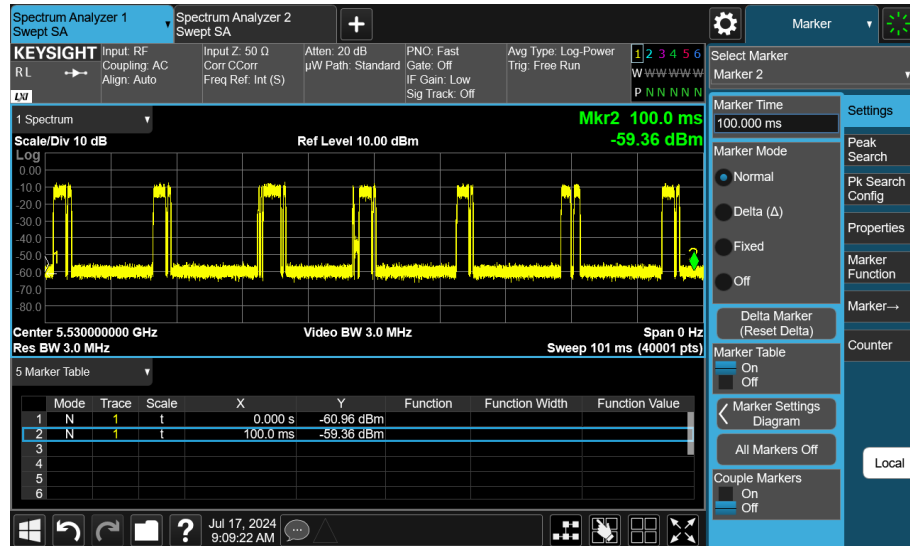 Spectrum Analyzer 1
Swept SA
Spectrum Analyzer 2
Swept SA
Marker
KEYSIGHT
RL
LXI
Input: RF
Coupling: AC
Align: Auto
Input Z: 50 Ω
Corr CCorr
Freq Ref: Int (S)
Atten: 20 dB
µW Path: Standard
PNO: Fast
Gate: Off
IF Gain: Low
Sig Track: Off
Avg Type: Log-Power
Trig: Free Run
1 2 3 4 5 6
W W W W W W
P N N N N N
Select Marker
Marker 2
1 Spectrum
Scale/Div 10 dB
Ref Level 10.00 dBm
Mkr2 100.0 ms
-59.36 dBm
Log
0.00
-10.0
-20.0
-30.0
-40.0
-50.0
-60.0
-70.0
-80.0
1
2
Center 5.530000000 GHz
Res BW 3.0 MHz
Video BW 3.0 MHz
Span 0 Hz
Sweep 101 ms (40001 pts)
5 Marker Table
Mode Trace Scale X Y Function Function Width Function Value
1 N 1 t 0.000 s -60.96 dBm
2 N 1 t 100.0 ms -59.36 dBm
3
4
5
6
Marker Time
100.000 ms
Marker Mode
Normal
Delta (Δ)
Fixed
Off
Delta Marker
(Reset Delta)
Marker Table
On
Off
Marker Settings
Diagram
All Markers Off
Couple Markers
On
Off
Settings
Peak
Search
Pk Search
Config
Properties
Marker
Function
Marker→
Counter
Local
?
Jul 17, 2024
9:09:22 AM